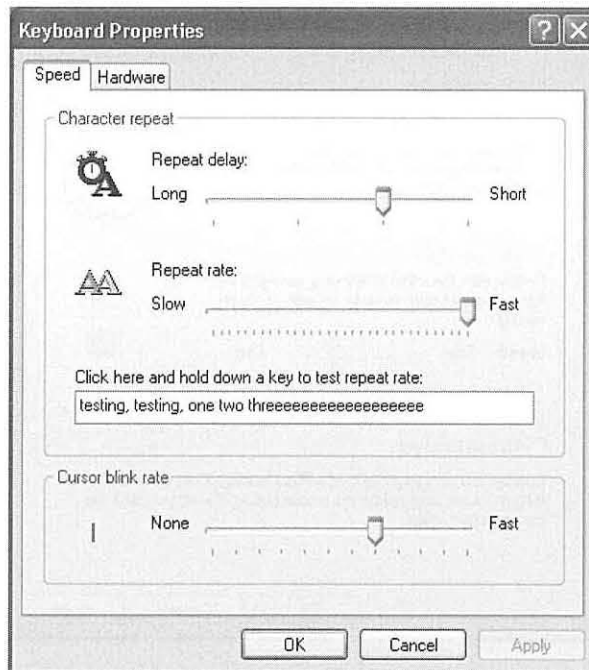 Keyboard Properties
Speed Hardware
Character repeat
Repeat delay:
Long Short
Repeat rate:
Slow Fast
Click here and hold down a key to test repeat rate:
testing, testing, one two threeeeeeeeeeeeeeeeeee
Cursor blink rate
None Fast
OK Cancel Apply